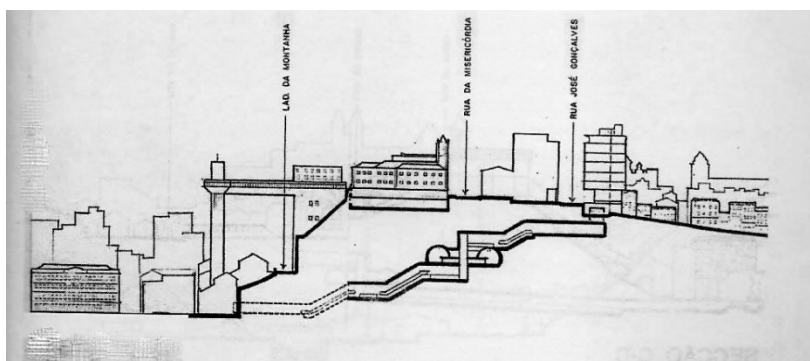 LAD. DA MONTANHA
RUA DA MISERICÓRDIA
RUA JOSÉ GONÇALVES